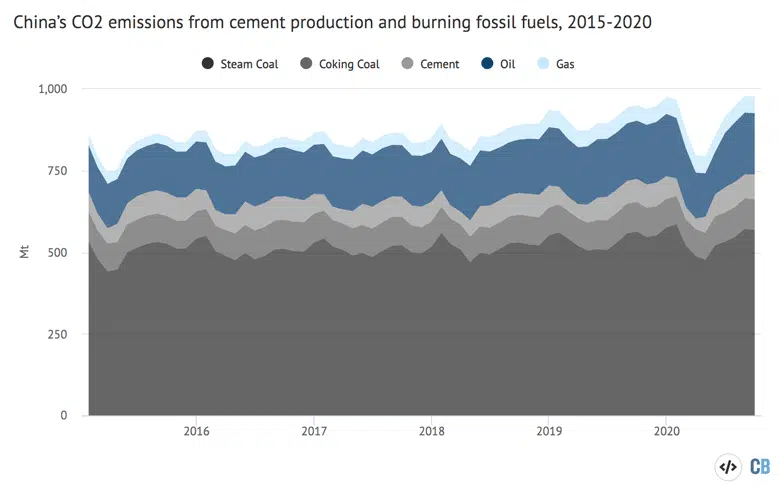 China's CO2 emissions from cement production and burning fossil fuels, 2015-2020
Steam Coal Coking Coal Cement Oil Gas
1,000
750
Mt
500
250
0
2016 2017 2018 2019 2020
</> CB